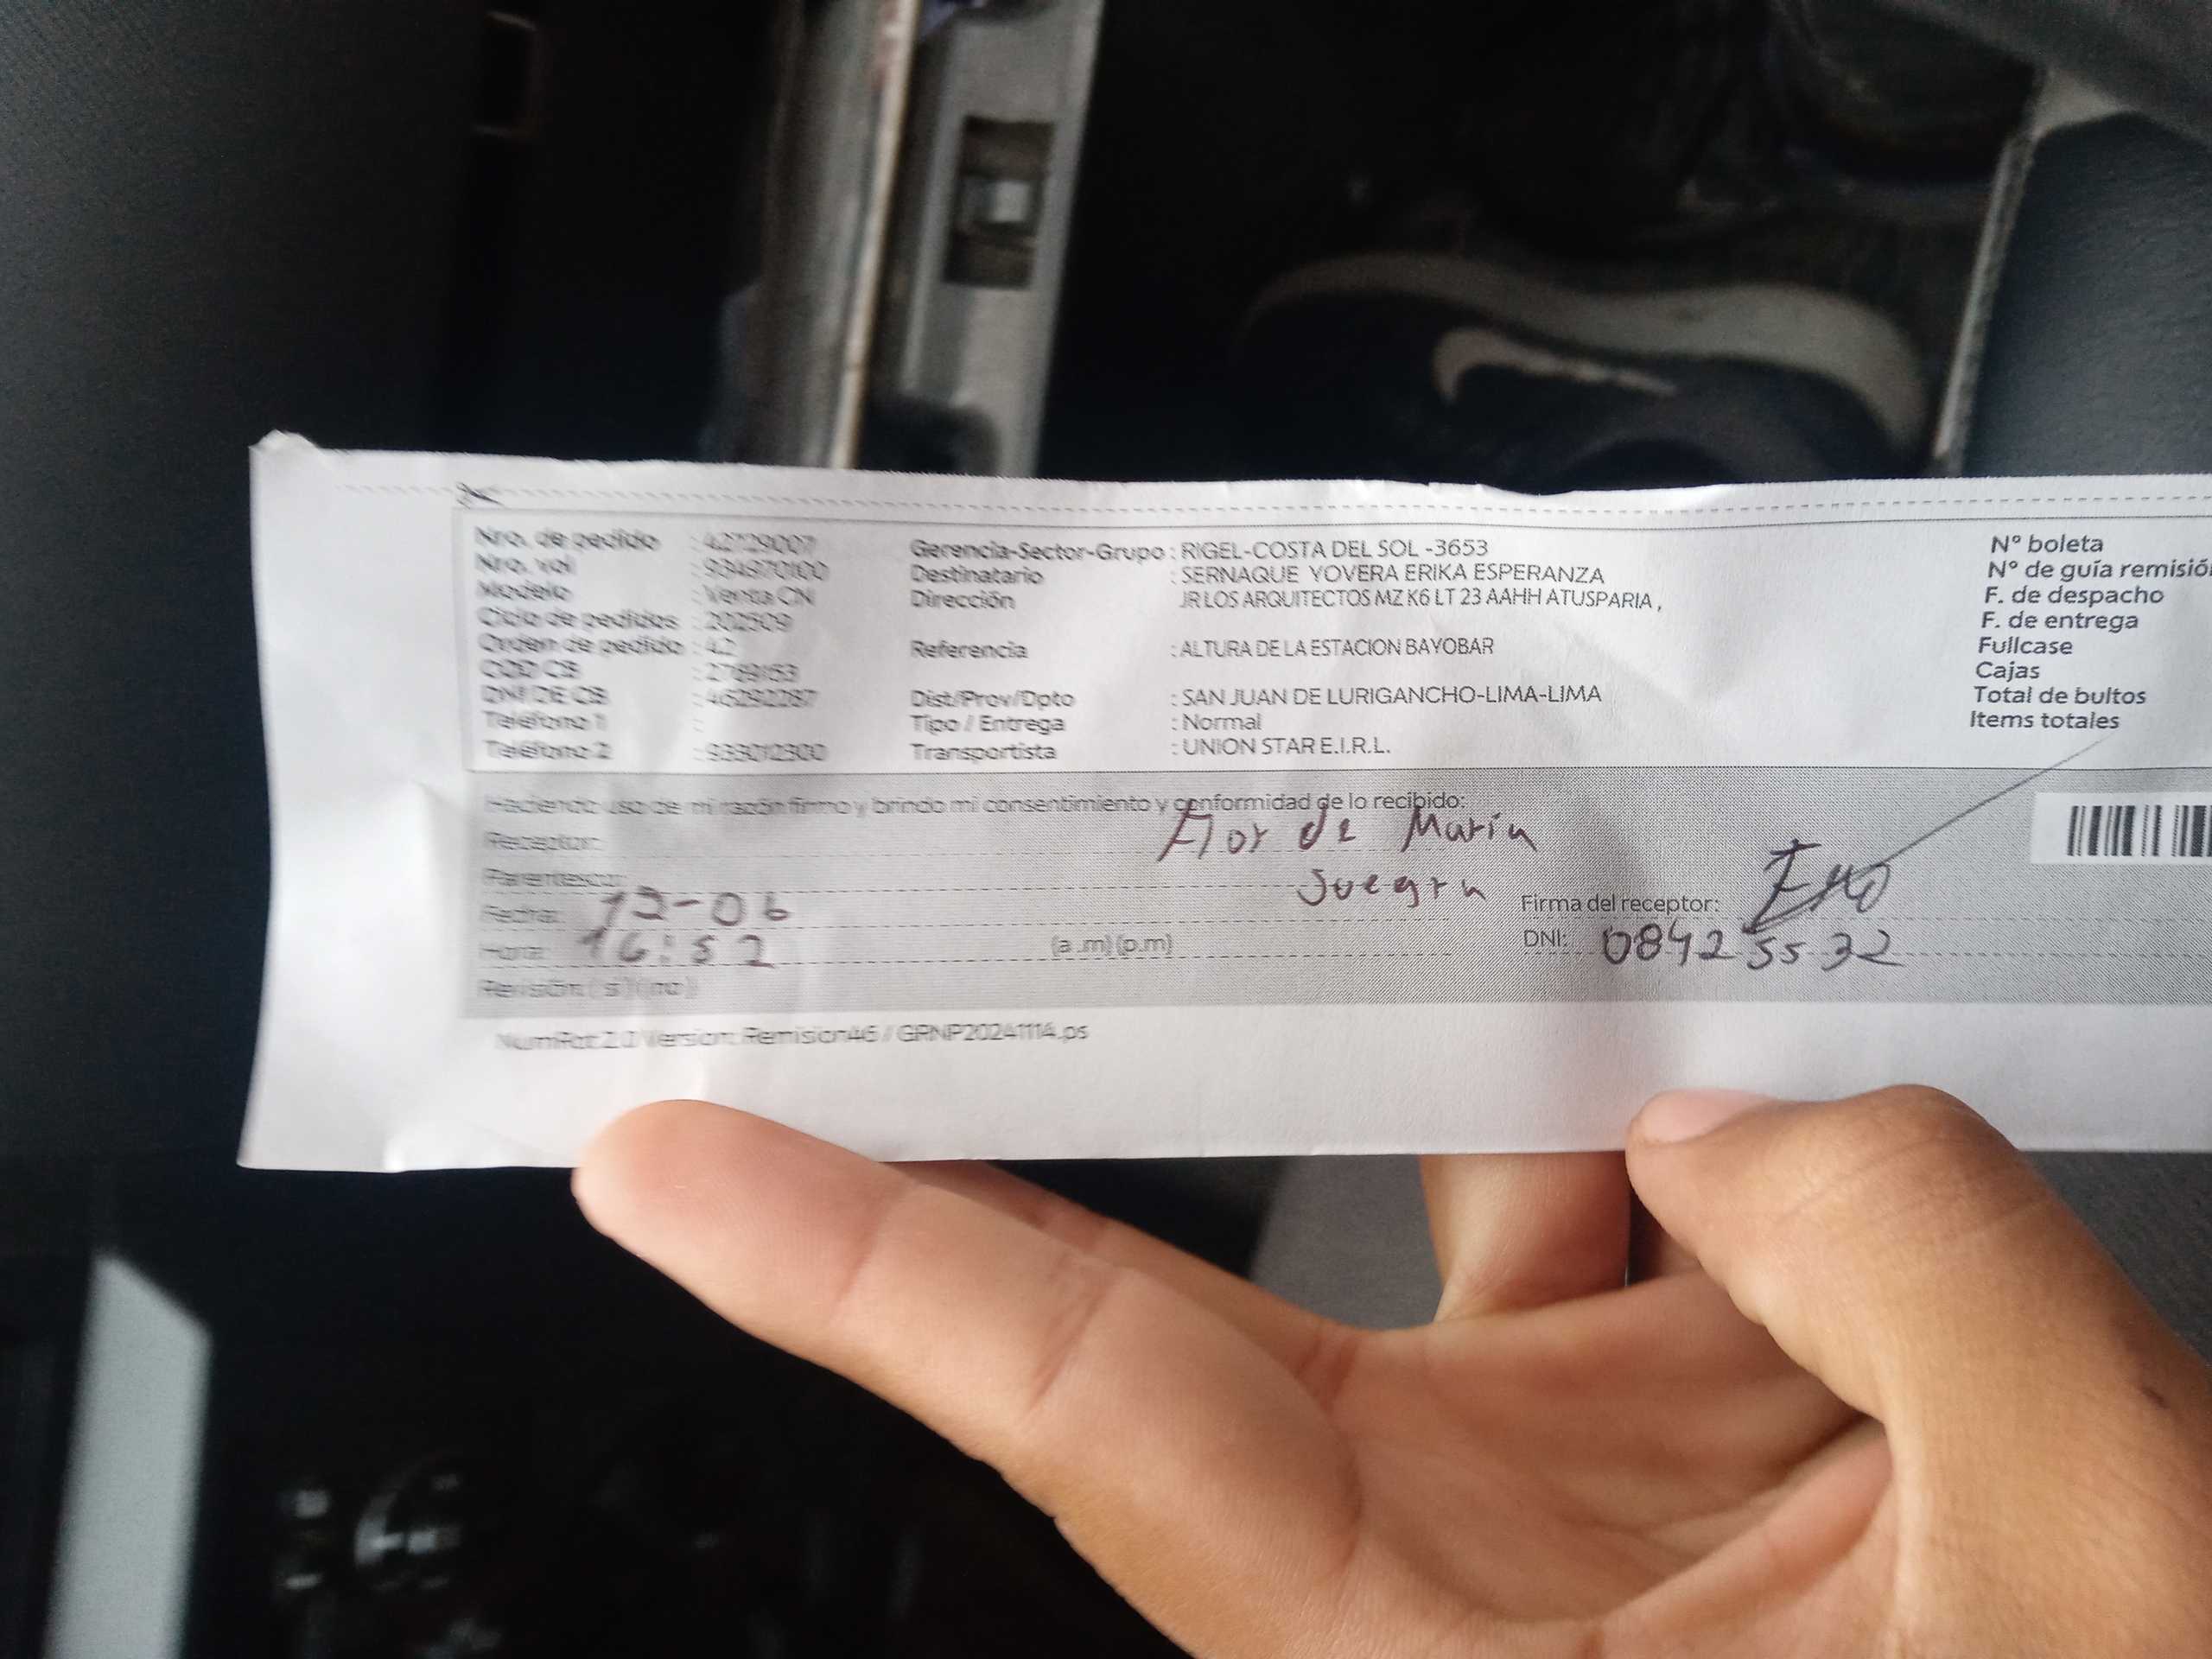 Nro. de pedido : 42729007
Nro. vol : 934970100
Modelo : Venta CN
Ciclo de pedidos : 202509
Orden de pedido : 42
COD CB : 2769153
DNI DE CB : 46292287
Teléfono 1 :
Teléfono 2 : 933012300
Gerencia-Sector-Grupo : RIGEL-COSTA DEL SOL -3653
Destinatario : SERNAQUE YOVERA ERIKA ESPERANZA
Dirección JR LOS ARQUITECTOS MZ K6 LT 23 AAHH ATUSPARIA ,
Referencia : ALTURA DE LA ESTACION BAYOBAR
Dist/Prov/Dpto : SAN JUAN DE LURIGANCHO-LIMA-LIMA
Tipo / Entrega : Normal
Transportista : UNION STAR E.I.R.L.
N° boleta
N° de guía remisió
F. de despacho
F. de entrega
Fullcase
Cajas
Total de bultos
Items totales
Haciendo uso de mi razón firmo y brindo mi consentimiento y conformidad de lo recibido:
Receptor: Flor de María
Parentesco: Suegra
Fecha: 12-06
Hora: 16:52 (a.m) (p.m)
Revisión: ( si ) ( no )
Firma del receptor:
DNI: 08425532
NumRot 2.0 Version: Remision46 / GRNP20241114.ps